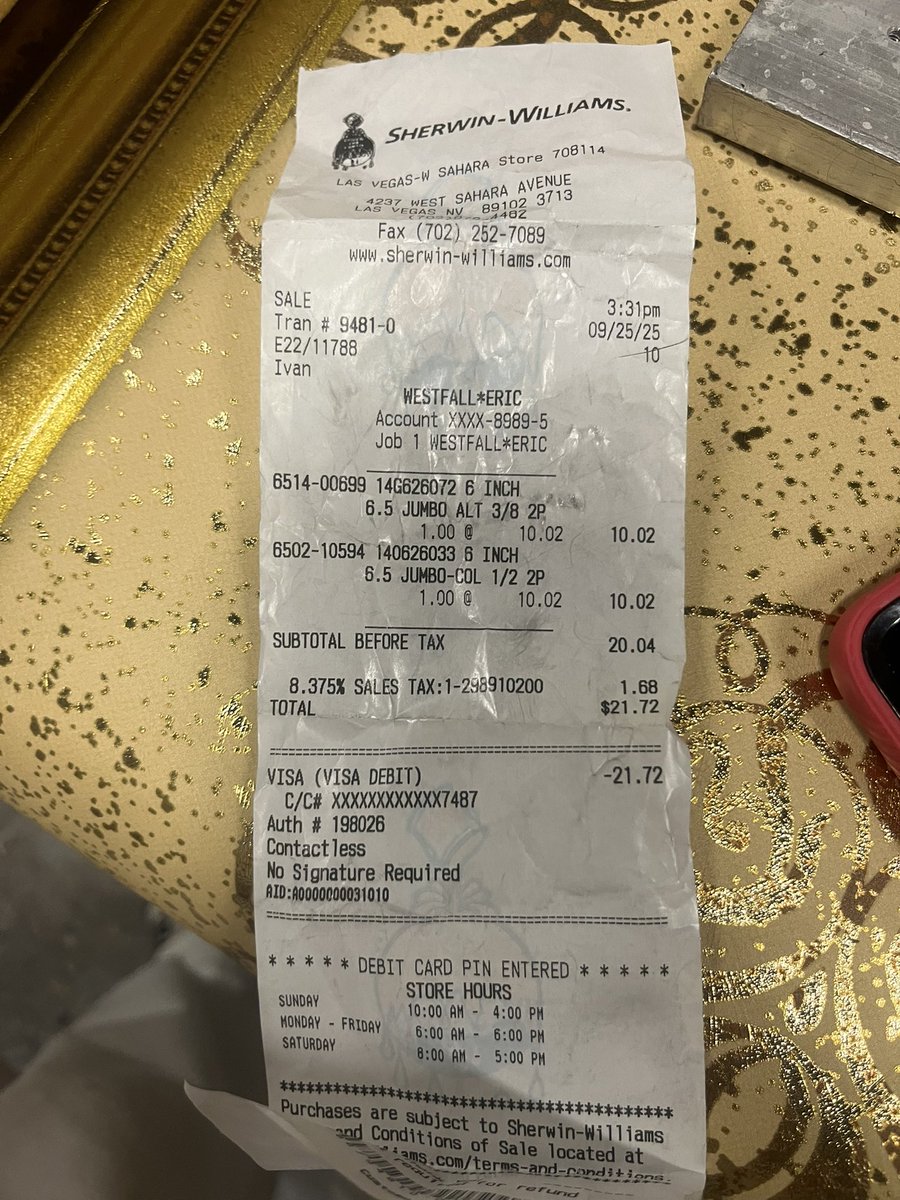 SHERWIN-WILLIAMS.
LAS VEGAS-W SAHARA Store 708114
4237 WEST SAHARA AVENUE
LAS VEGAS NV 89102 3713
4482
Fax (702) 252-7089
www.sherwin-williams.com
SALE 3:31pm
Tran # 9481-0 09/25/25
E22/11788 10
Ivan
WESTFALL*ERIC
Account XXXX-8989-5
Job 1 WESTFALL*ERIC
6514-00699 14G626072 6 INCH
6.5 JUMBO ALT 3/8 2P
1.00 @ 10.02 10.02
6502-10594 140626033 6 INCH
6.5 JUMBO-COL 1/2 2P
1.00 @ 10.02 10.02
SUBTOTAL BEFORE TAX 20.04
8.375% SALES TAX:1-298910200 1.68
TOTAL $21.72
VISA (VISA DEBIT) -21.72
C/C# XXXXXXXXXXXX7487
Auth # 198026
Contactless
No Signature Required
AID:A0000000031010
* * * * * DEBIT CARD PIN ENTERED * * * * *
STORE HOURS
SUNDAY 10:00 AM - 4:00 PM
MONDAY - FRIDAY 6:00 AM - 6:00 PM
SATURDAY 8:00 AM - 5:00 PM
*********************************************
Purchases are subject to Sherwin-Williams
and Conditions of Sale located at
iams.com/terms-and-conditions.
for refund